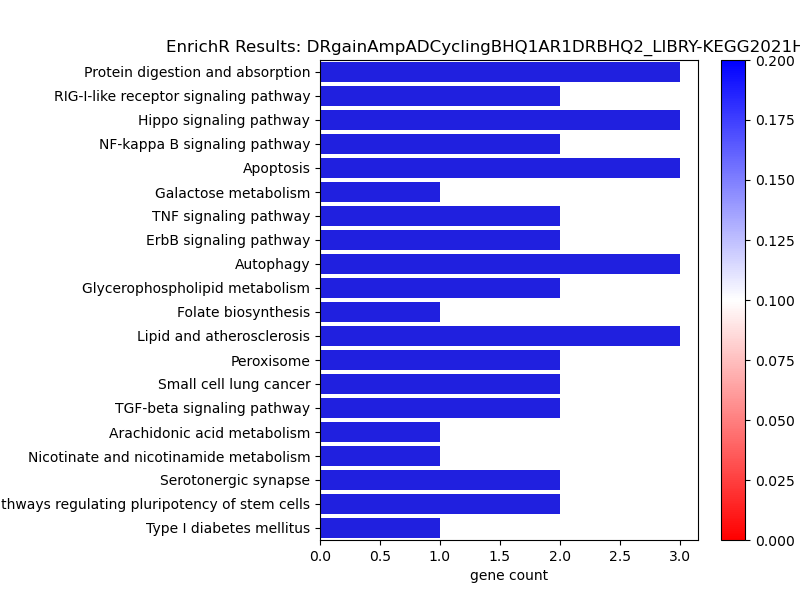 EnrichR Results: DRgainAmpADCyclingBHQ1AR1DRBHQ2_LIBRY-KEGG2021H
Protein digestion and absorption
RIG-I-like receptor signaling pathway
Hippo signaling pathway
NF-kappa B signaling pathway
Apoptosis
Galactose metabolism
TNF signaling pathway
ErbB signaling pathway
Autophagy
Glycerophospholipid metabolism
Folate biosynthesis
Lipid and atherosclerosis
Peroxisome
Small cell lung cancer
TGF-beta signaling pathway
Arachidonic acid metabolism
Nicotinate and nicotinamide metabolism
Serotonergic synapse
thways regulating pluripotency of stem cells
Type I diabetes mellitus
0.0 0.5 1.0 1.5 2.0 2.5 3.0
gene count
0.200
0.175
0.150
0.125
0.100
0.075
0.050
0.025
0.000